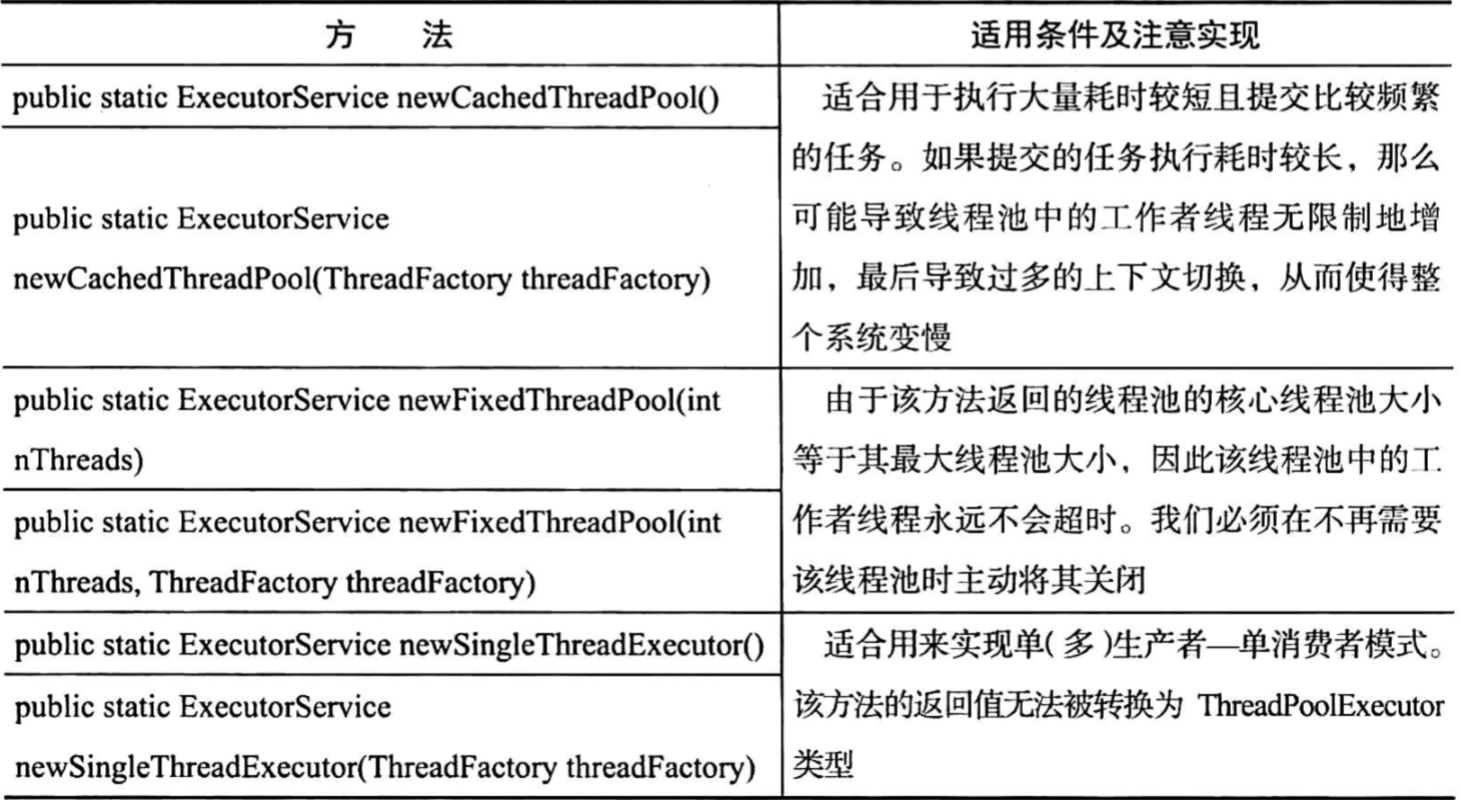 方 法
适用条件及注意实现
public static ExecutorService newCachedThreadPool()
public static ExecutorService
newCachedThreadPool(ThreadFactory threadFactory)
适合用于执行大量耗时较短且提交比较频繁
的任务。如果提交的任务执行耗时较长，那么
可能导致线程池中的工作者线程无限制地增
加，最后导致过多的上下文切换，从而使得整
个系统变慢
public static ExecutorService newFixedThreadPool(int
nThreads)
public static ExecutorService newFixedThreadPool(int
nThreads, ThreadFactory threadFactory)
由于该方法返回的线程池的核心线程池大小
等于其最大线程池大小，因此该线程池中的工
作者线程永远不会超时。我们必须在不再需要
该线程池时主动将其关闭
public static ExecutorService newSingleThreadExecutor()
public static ExecutorService
newSingleThreadExecutor(ThreadFactory threadFactory)
适合用来实现单(多)生产者—单消费者模式。
该方法的返回值无法被转换为 ThreadPoolExecutor
类型